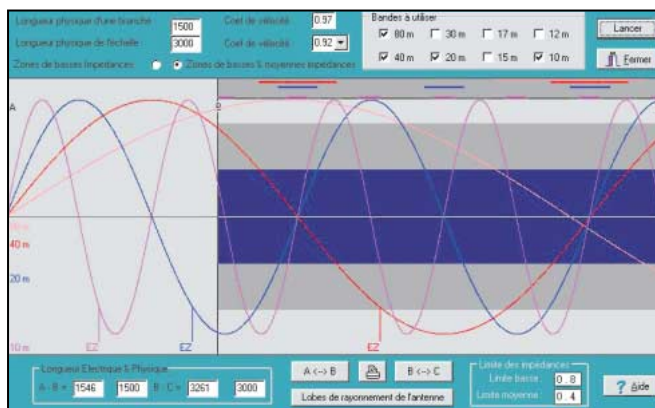 Longueur physique d'une branche : 1500 Coef de vélocité : 0.97
Longueur physique de l'échelle : 3000 Coef de vélocité : 0.92
Zones de basses Impédances Zones de basses & moyennes impédances
Bandes à utiliser
80 m 30 m 17 m 12 m
40 m 20 m 15 m 10 m
Lancer
Fermer
A
B
40 m
20 m
10 m
EZ EZ EZ
Longueur Electrique & Physique
A - B = 1546 1500 B - C = 3261 3000
A <-> B
B <-> C
Lobes de rayonnement de l'antenne
Limite des impédances
Limite basse : 0.8
Limite moyenne : 0.4
? Aide